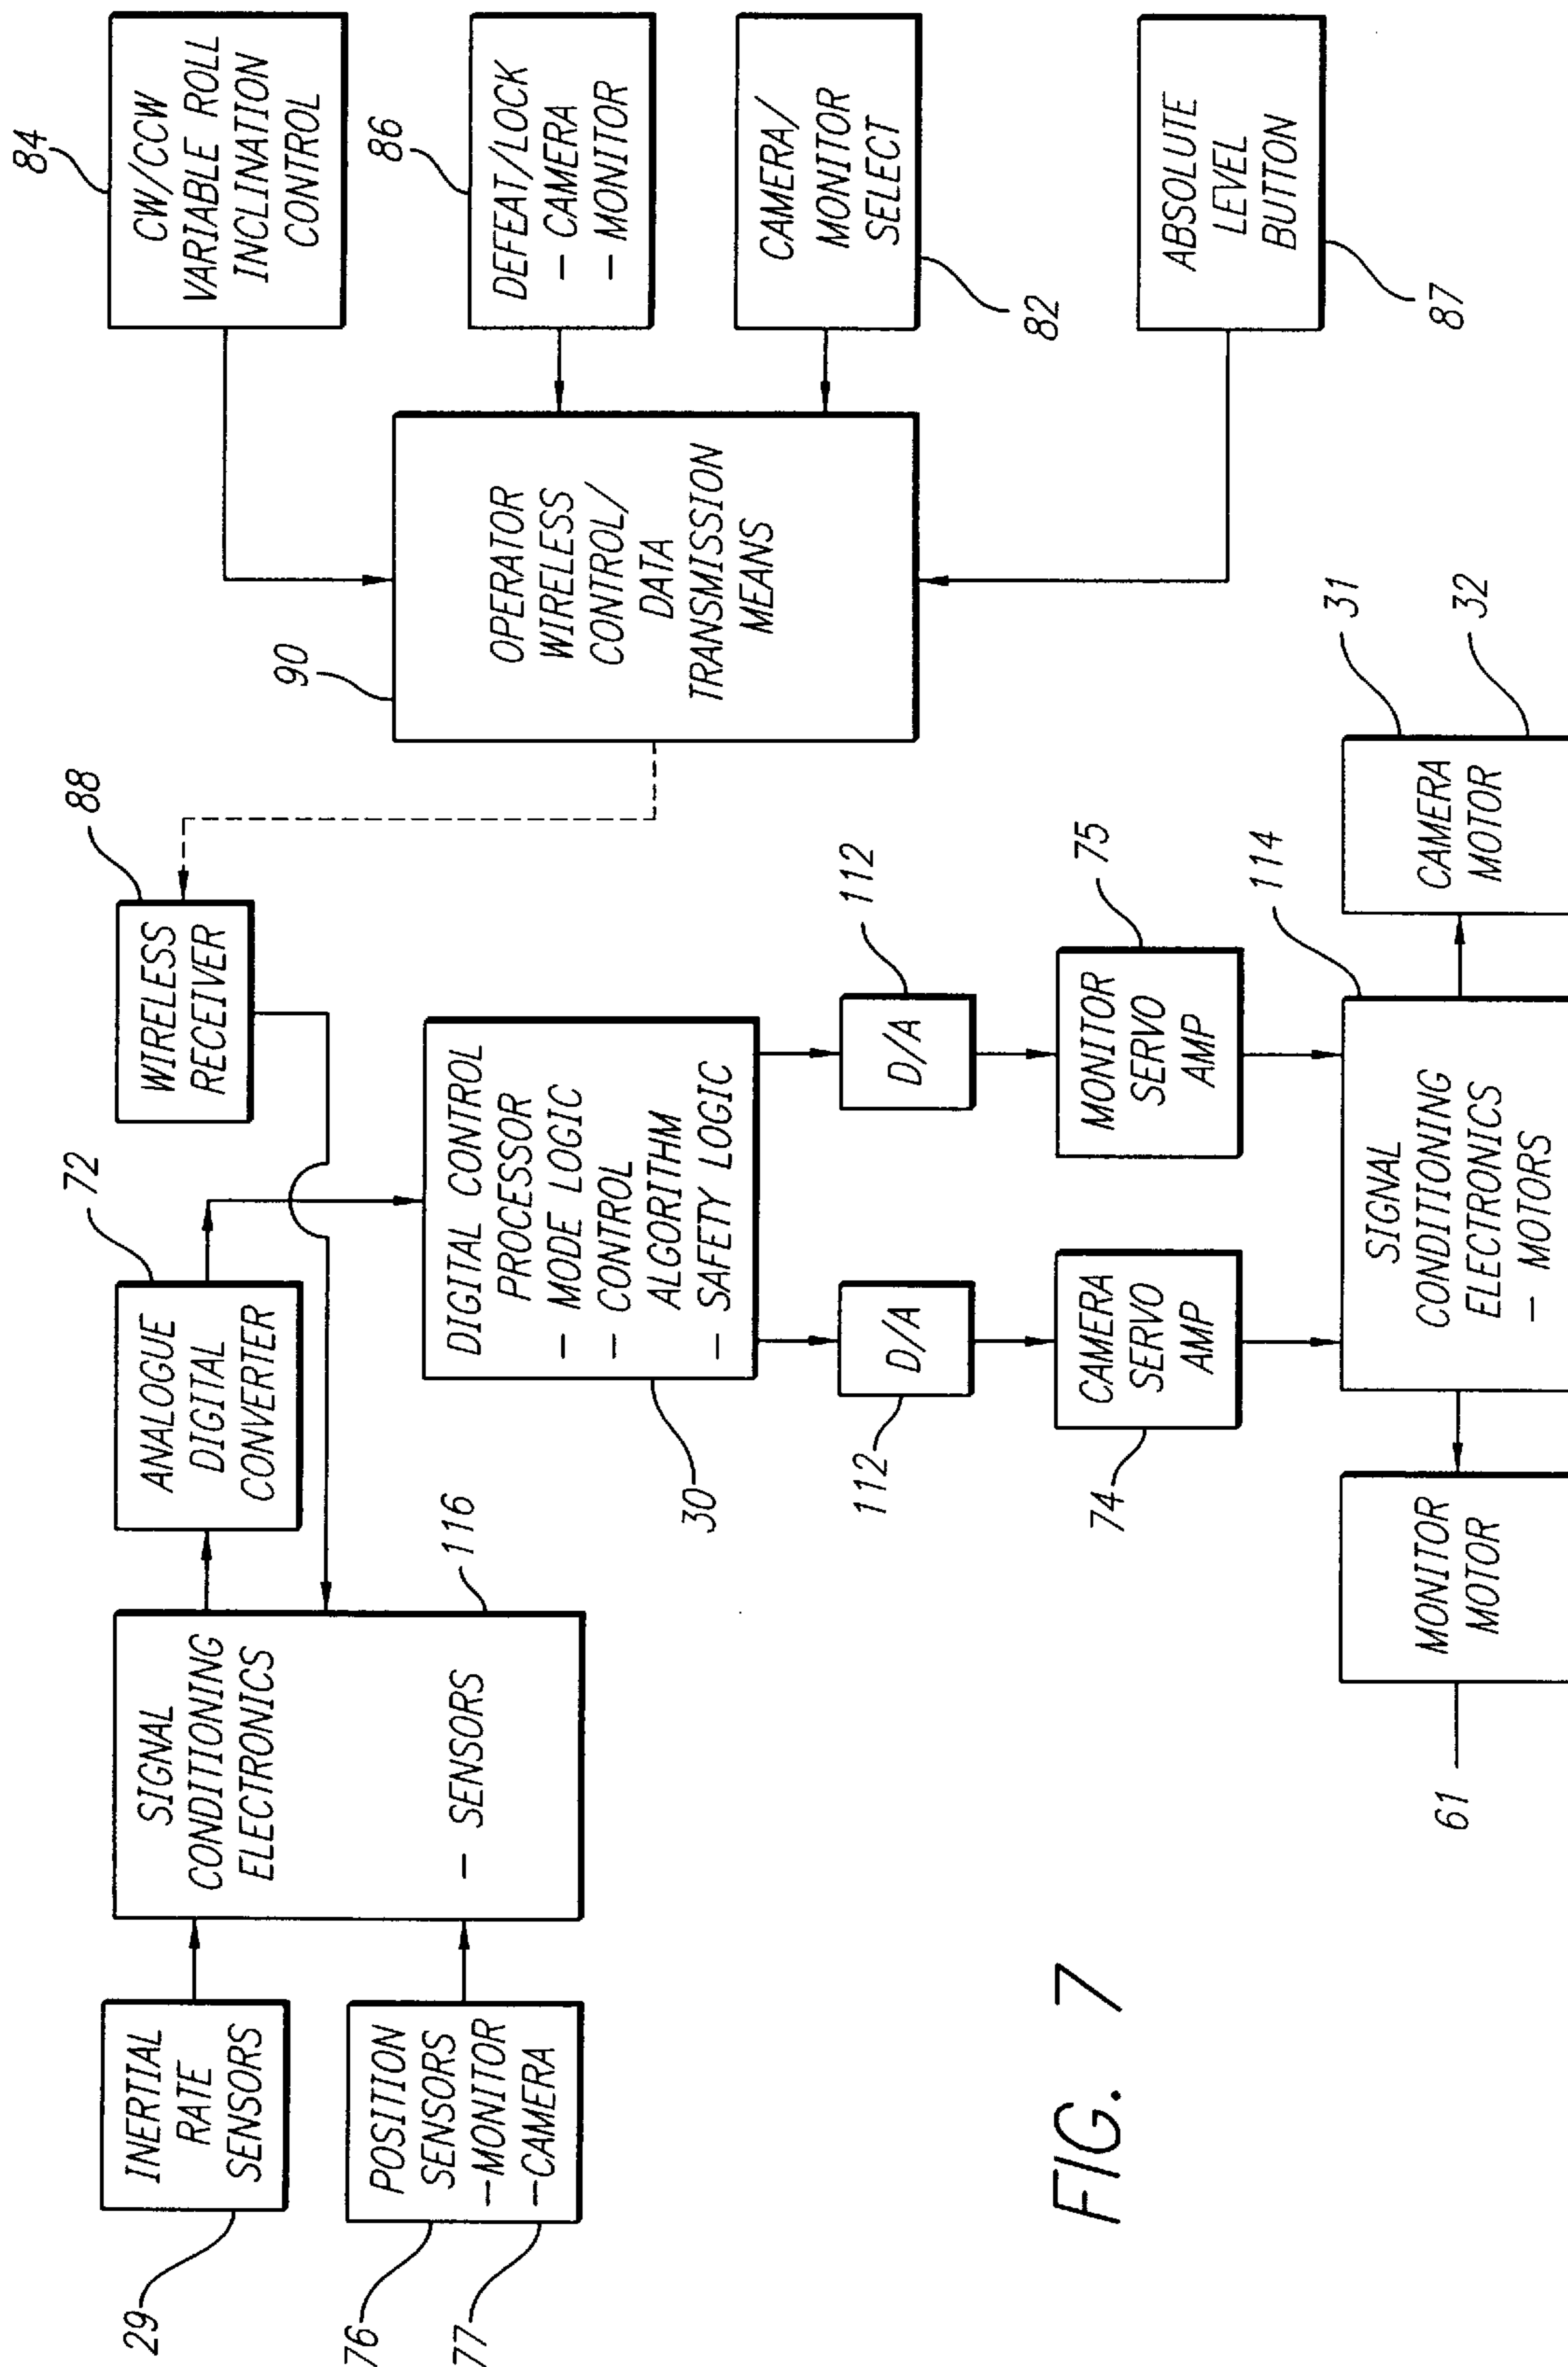 29
INERTIAL
RATE
SENSORS
76
77
POSITION
SENSORS
-MONITOR
-CAMERA
SIGNAL
CONDITIONING
ELECTRONICS
- SENSORS
116
72
ANALOGUE
DIGITAL
CONVERTER
88
WIRELESS
RECEIVER
84
CW/CCW
VARIABLE ROLL
INCLINATION
CONTROL
86
DEFEAT/LOCK
- CAMERA
- MONITOR
CAMERA/
MONITOR
SELECT
82
ABSOLUTE
LEVEL
BUTTON
87
90
OPERATOR
WIRELESS
CONTROL/
DATA
TRANSMISSION
MEANS
DIGITAL CONTROL
PROCESSOR
- MODE LOGIC
- CONTROL
ALGORITHM
- SAFETY LOGIC
30
D/A
112
D/A
112
CAMERA
SERVO
AMP
74
MONITOR
SERVO
AMP
75
SIGNAL
CONDITIONING
ELECTRONICS
- MOTORS
114
MONITOR
MOTOR
61
CAMERA
MOTOR
31
32
FIG. 7